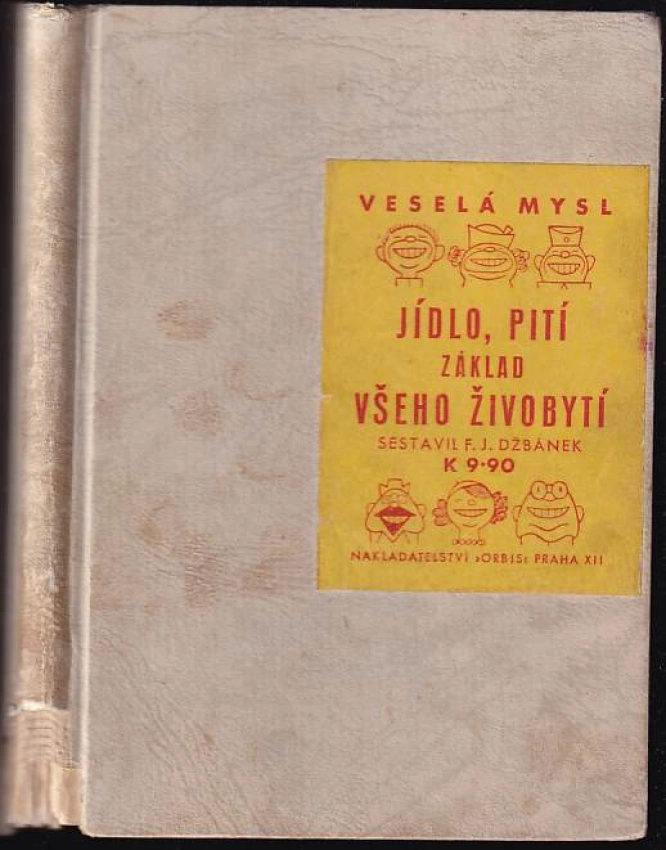 VESELÁ MYSL
JÍDLO, PITÍ
ZÁKLAD
VŠEHO ŽIVOBYTÍ
SESTAVIL F. J. DŽBÁNEK
K 9·90
NAKLADATELSTVÍ »ORBIS« PRAHA XII